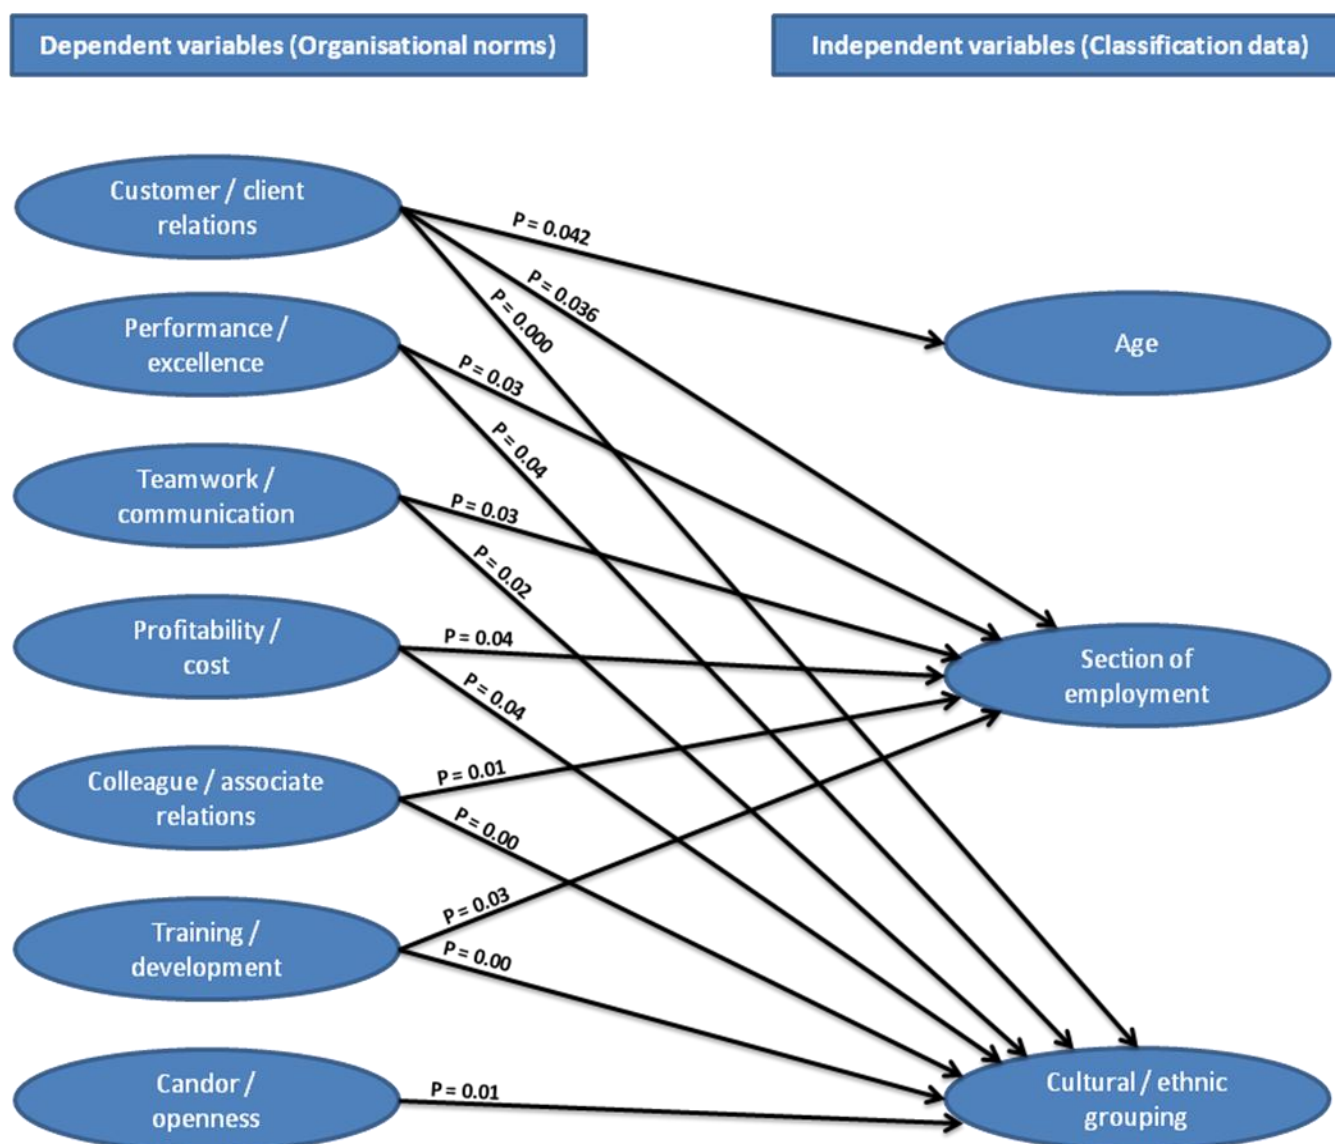 Dependent variables (Organisational norms)
Independent variables (Classification data)
Customer / client
relations
P = 0.042
P = 0.036
P = 0.000
Age
Performance /
excellence
P = 0.03
P = 0.04
Teamwork /
communication
P = 0.03
P = 0.02
Profitability /
cost
P = 0.04
P = 0.04
Section of
employment
Colleague / associate
relations
P = 0.01
P = 0.00
Training /
development
P = 0.03
P = 0.00
Candor /
openness
P = 0.01
Cultural / ethnic
grouping